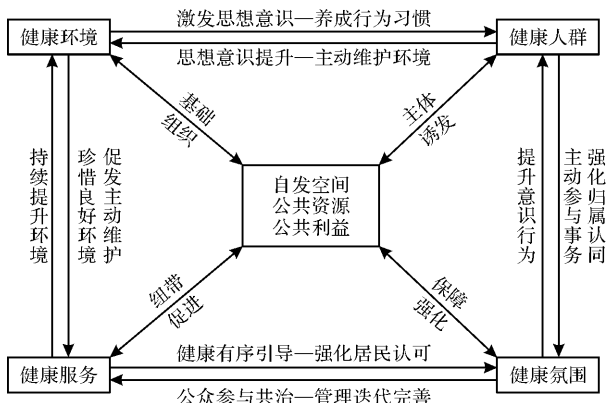 激发思想意识—养成行为习惯
健康环境
健康人群
思想意识提升—主动维护环境
基础
组织
主体
诱发
持续提升环境
珍惜良好环境
促发主动维护
自发空间
公共资源
公共利益
提升意识行为
主动参与事务
强化归属认同
纽带
促进
保障
强化
健康有序引导—强化居民认可
健康服务
健康氛围
公众参与共治—管理迭代完善